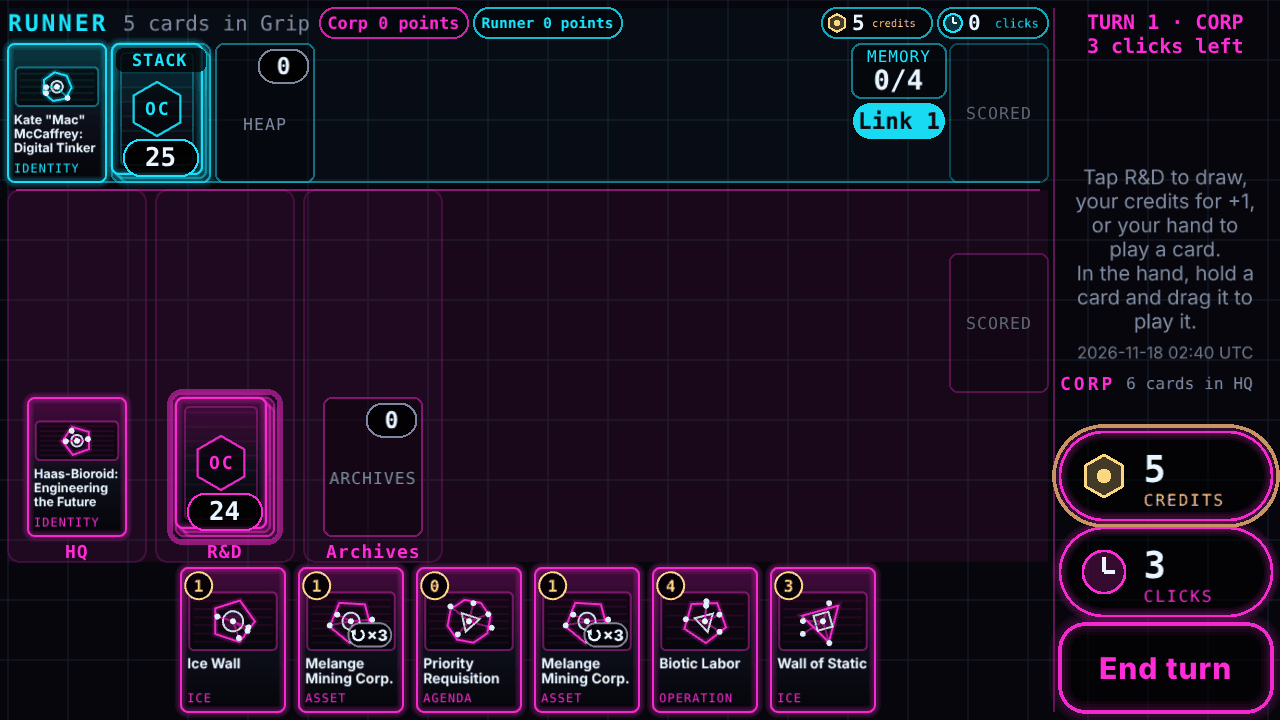 RUNNER 5 cards in Grip
Corp 0 points
Runner 0 points
5 credits
0 clicks
TURN 1 · CORP
3 clicks left
Kate "Mac"
McCaffrey:
Digital Tinker
IDENTITY
STACK
OC
25
0
HEAP
MEMORY
0/4
Link 1
SCORED
Tap R&D to draw,
your credits for +1,
or your hand to
play a card.
In the hand, hold a
card and drag it to
play it.
2026-11-18 02:40 UTC
SCORED
CORP 6 cards in HQ
Haas-Bioroid:
Engineering
the Future
IDENTITY
HQ
OC
24
R&D
0
ARCHIVES
Archives
5
CREDITS
3
CLICKS
End turn
1
Ice Wall
ICE
1
×3
Melange
Mining Corp.
ASSET
0
Priority
Requisition
AGENDA
1
×3
Melange
Mining Corp.
ASSET
4
Biotic Labor
OPERATION
3
Wall of Static
ICE